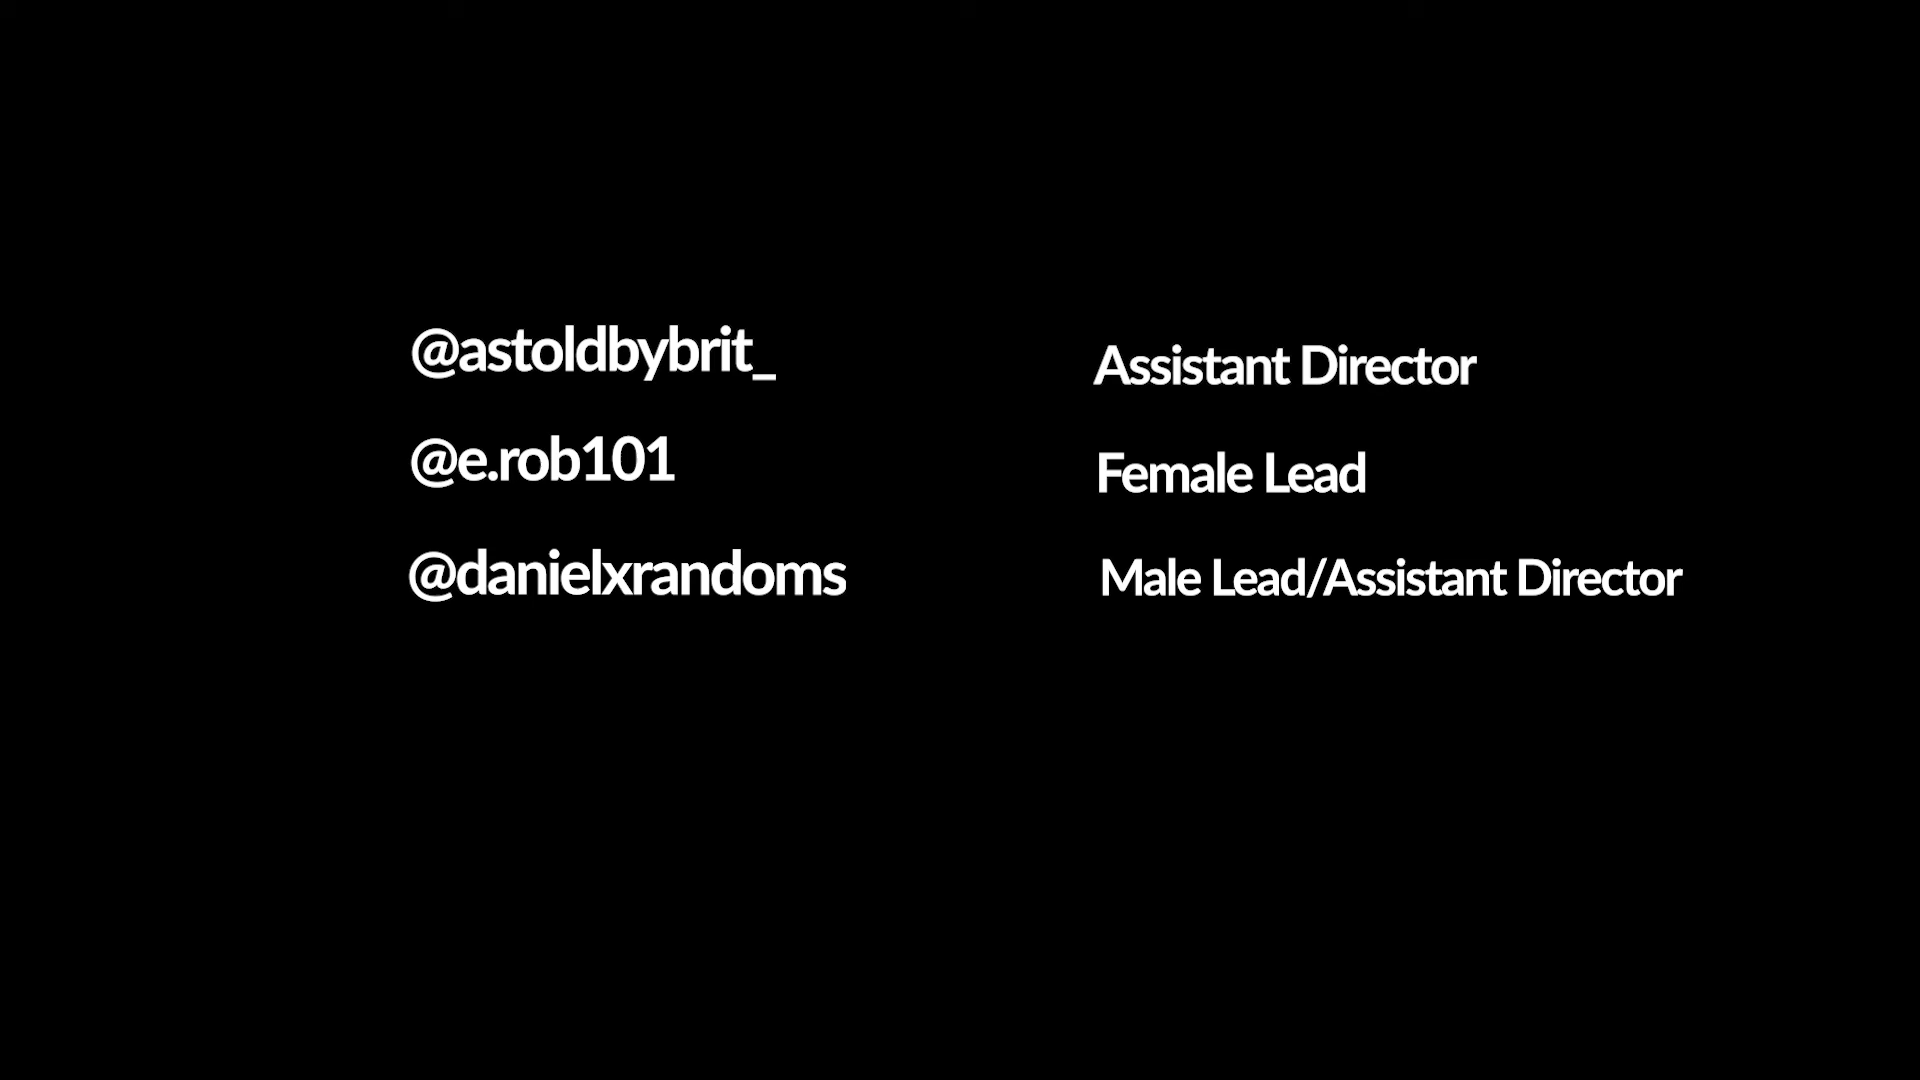 @astoldbybrit_ Assistant Director
@e.rob101 Female Lead
@danielxrandoms Male Lead/Assistant Director